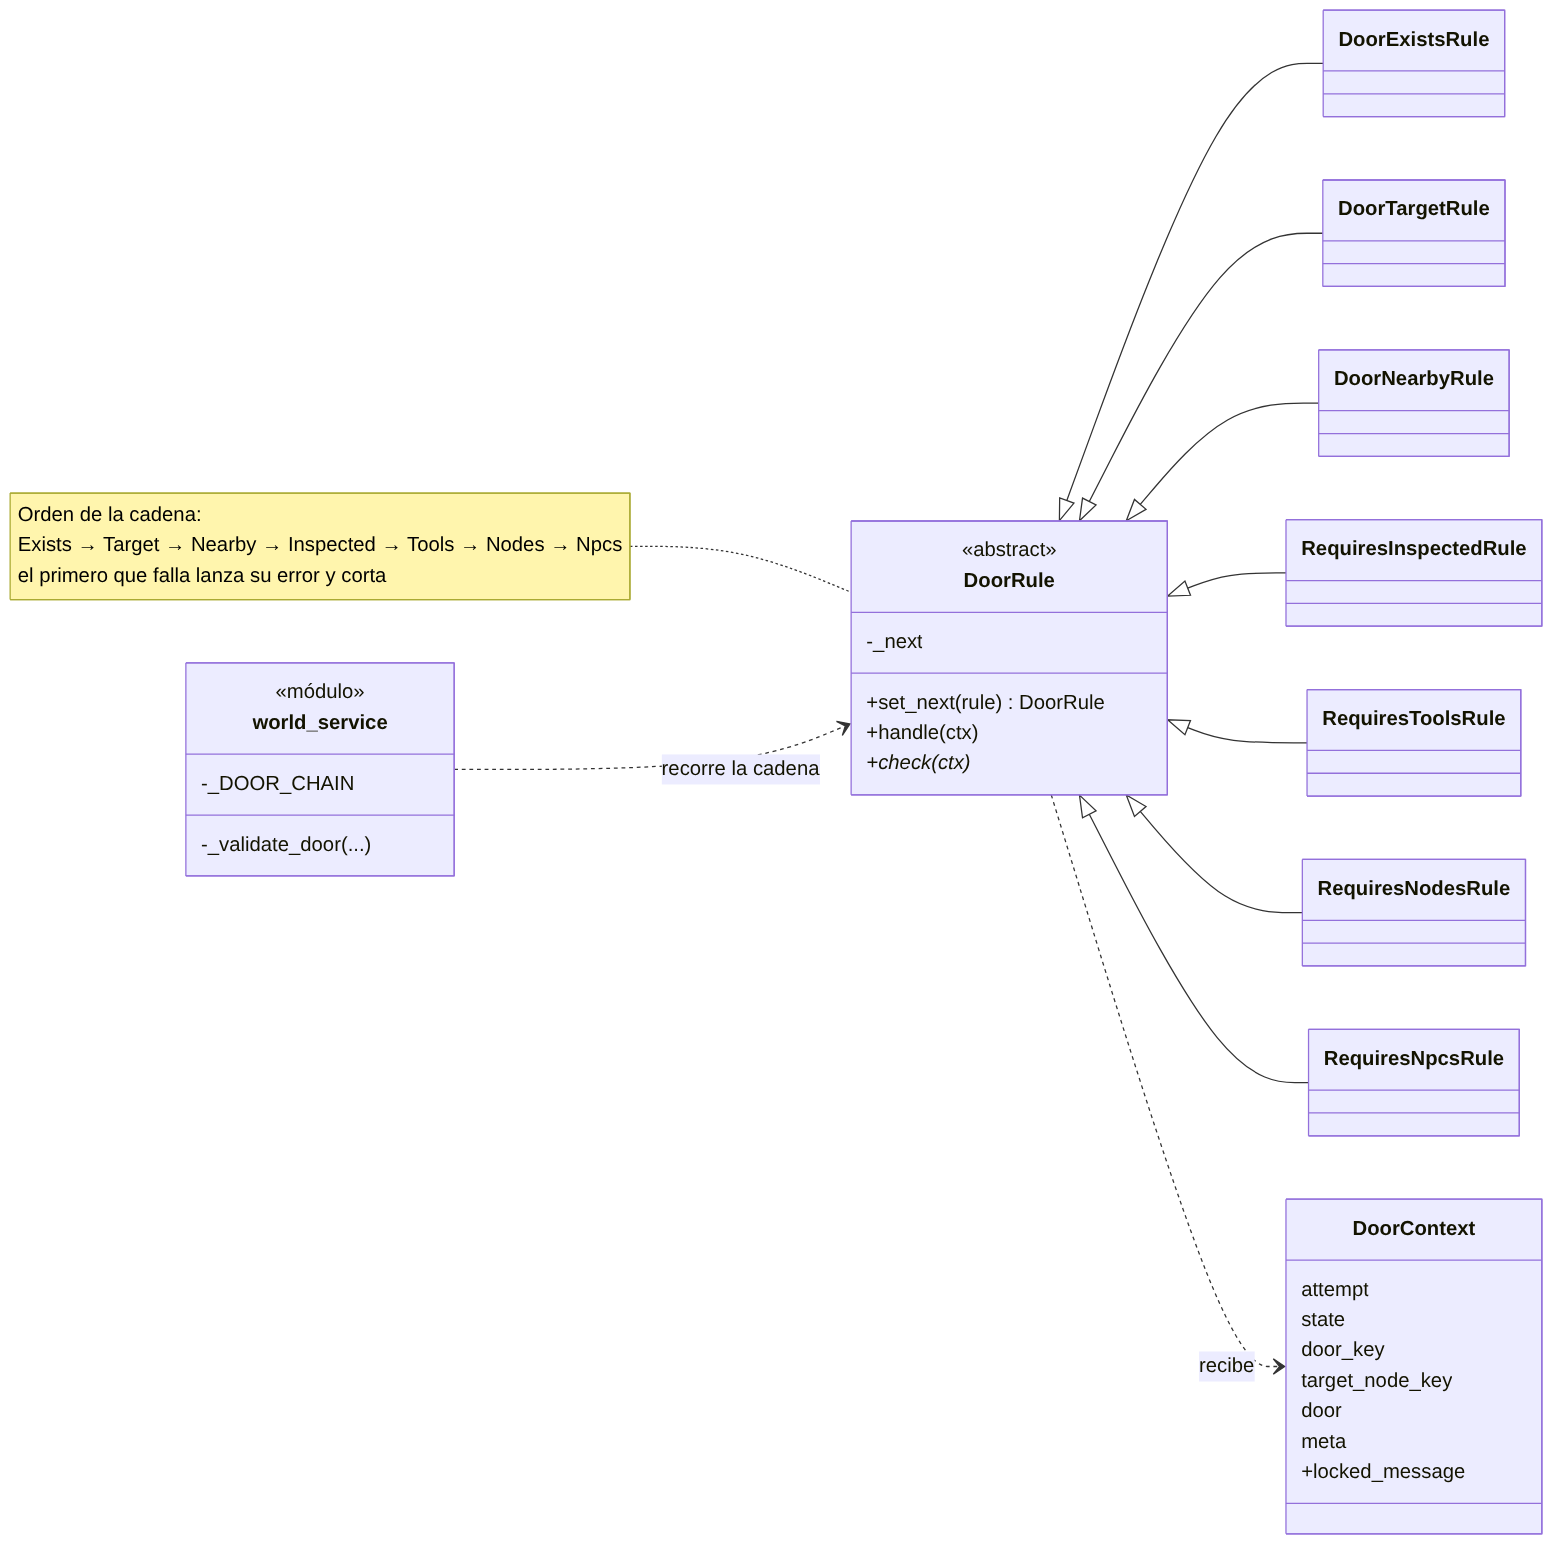 DoorExistsRule
DoorTargetRule
DoorNearbyRule
Orden de la cadena:
Exists → Target → Nearby → Inspected → Tools → Nodes → Npcs
el primero que falla lanza su error y corta
«abstract»
DoorRule
-_next
+set_next(rule) : DoorRule
+handle(ctx)
+check(ctx)
RequiresInspectedRule
«módulo»
world_service
-_DOOR_CHAIN
-_validate_door(...)
recorre la cadena
RequiresToolsRule
RequiresNodesRule
RequiresNpcsRule
recibe
DoorContext
attempt
state
door_key
target_node_key
door
meta
+locked_message